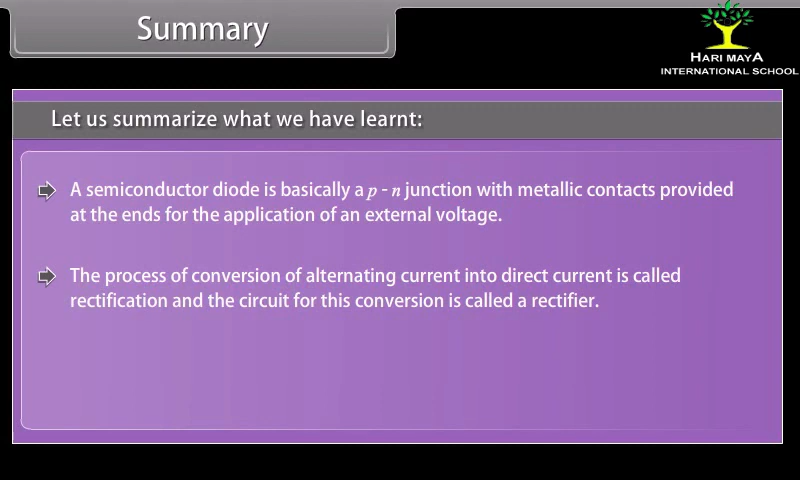 Summary
HARI MAYA
INTERNATIONAL SCHOOL
Let us summarize what we have learnt:
A semiconductor diode is basically a p - n junction with metallic contacts provided
at the ends for the application of an external voltage.
The process of conversion of alternating current into direct current is called
rectification and the circuit for this conversion is called a rectifier.